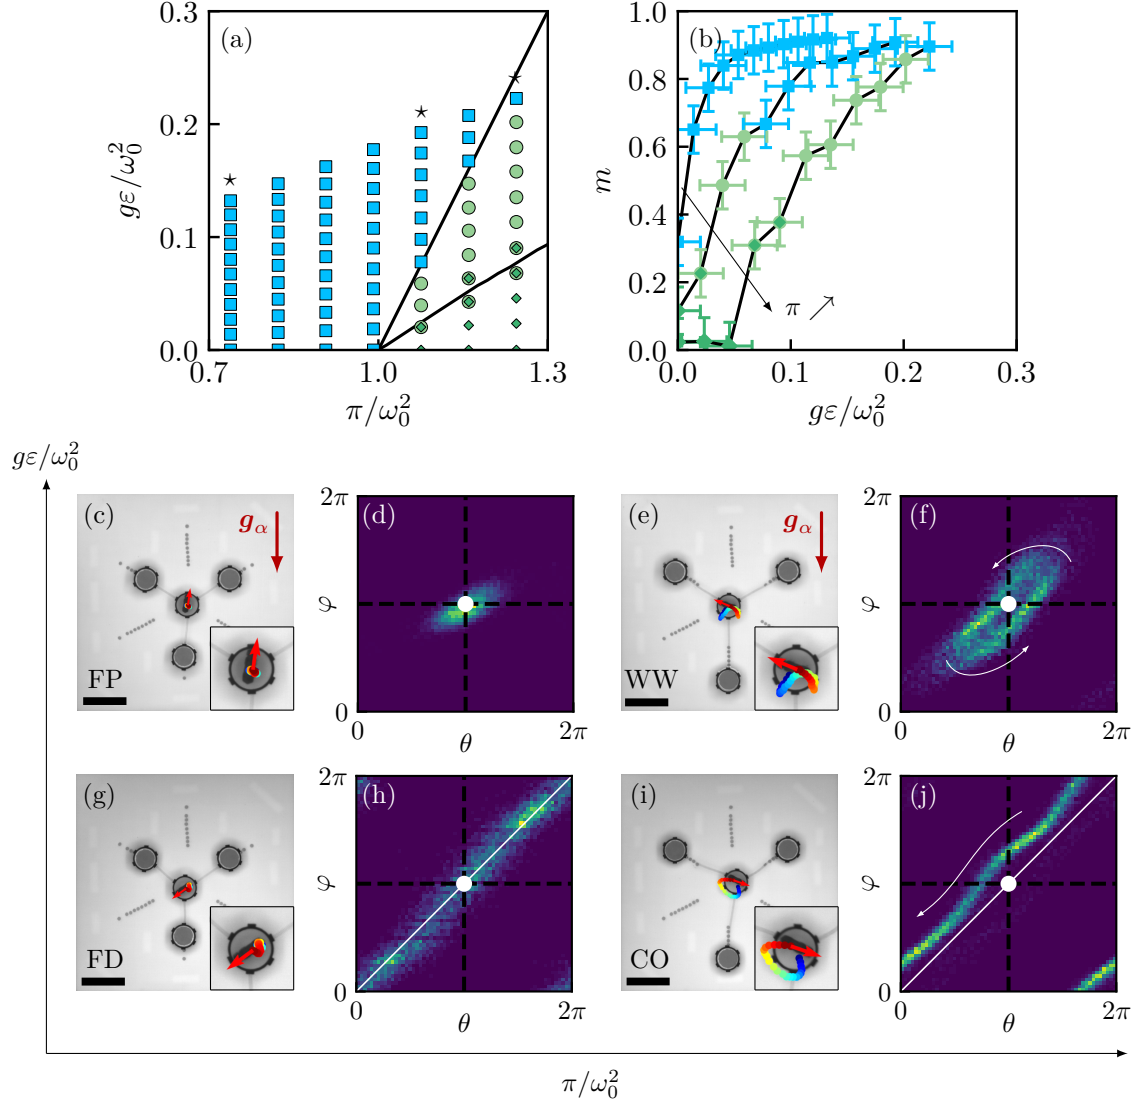 (a)
gε/ω₀²
0.3
0.2
0.1
0.0
0.7
1.0
1.3
π/ω₀²
(b)
m
1.0
0.8
0.6
0.4
0.2
0.0
π ↗
0.0
0.1
0.2
0.3
gε/ω₀²
gε/ω₀²
(c)
g_α
FP
(d)
2π
φ
0
0
θ
2π
(e)
g_α
WW
(f)
2π
φ
0
0
θ
2π
(g)
FD
(h)
2π
φ
0
0
θ
2π
(i)
CO
(j)
2π
φ
0
0
θ
2π
π/ω₀²